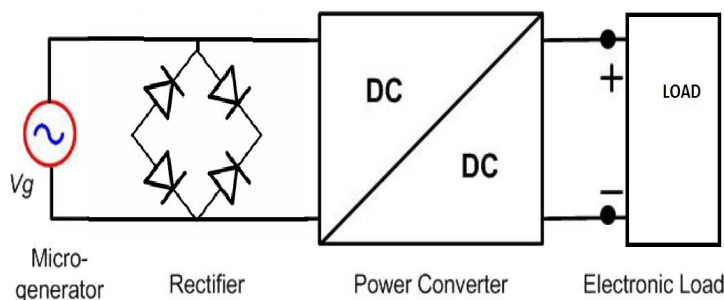 DC
DC
LOAD
+
−
Vg
Micro-
generator
Rectifier
Power Converter
Electronic Load